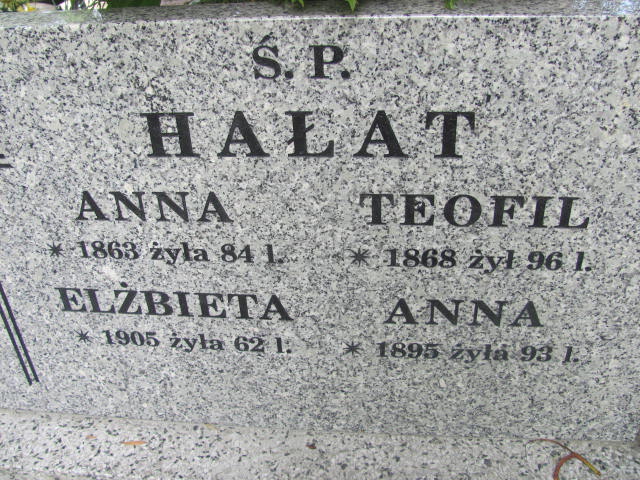 Ś. P.
HAŁAT
ANNA
* 1863 żyła 84 l.
TEOFIL
* 1868 żył 96 l.
ELŻBIETA
* 1905 żyła 62 l.
ANNA
* 1895 żyła 93 l.